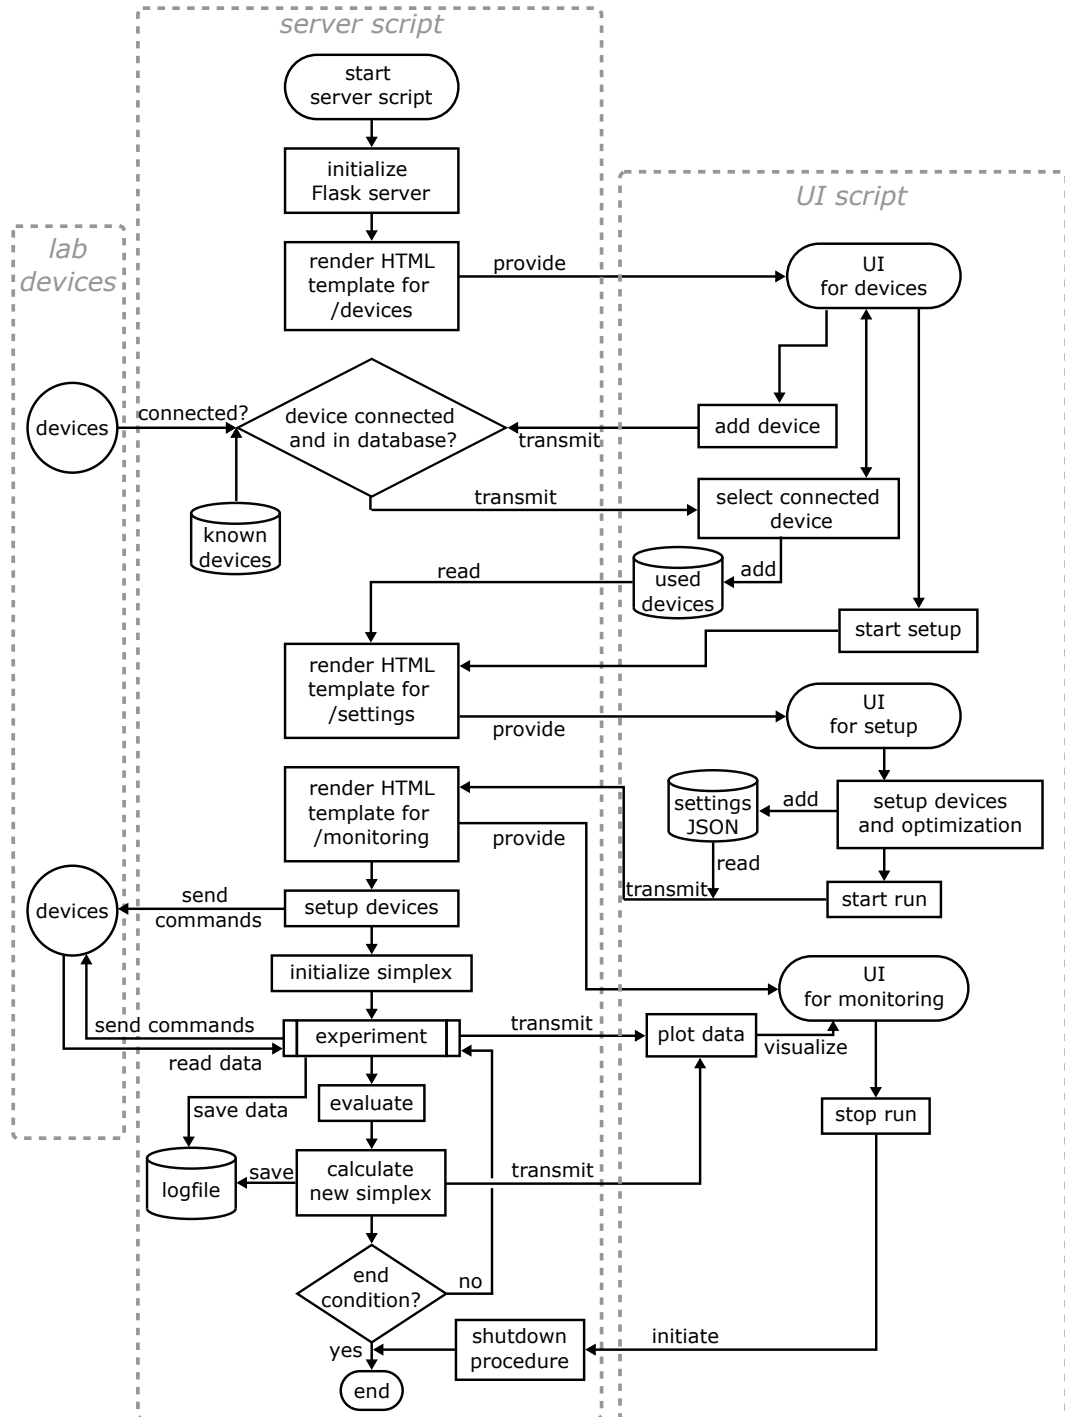 server script
start
server script
initialize
Flask server
UI script
lab
devices
render HTML
template for
/devices
provide
UI
for devices
devices
connected?
device connected
and in database?
transmit
add device
known
devices
transmit
select connected
device
add
used
devices
read
start setup
render HTML
template for
/settings
provide
UI
for setup
render HTML
template for
/monitoring
provide
settings
JSON
add
setup devices
and optimization
read
transmit
start run
devices
send
commands
setup devices
initialize simplex
UI
for monitoring
send commands
read data
experiment
transmit
plot data
visualize
save data
evaluate
stop run
logfile
save
calculate
new simplex
transmit
end
condition?
no
yes
shutdown
procedure
initiate
end